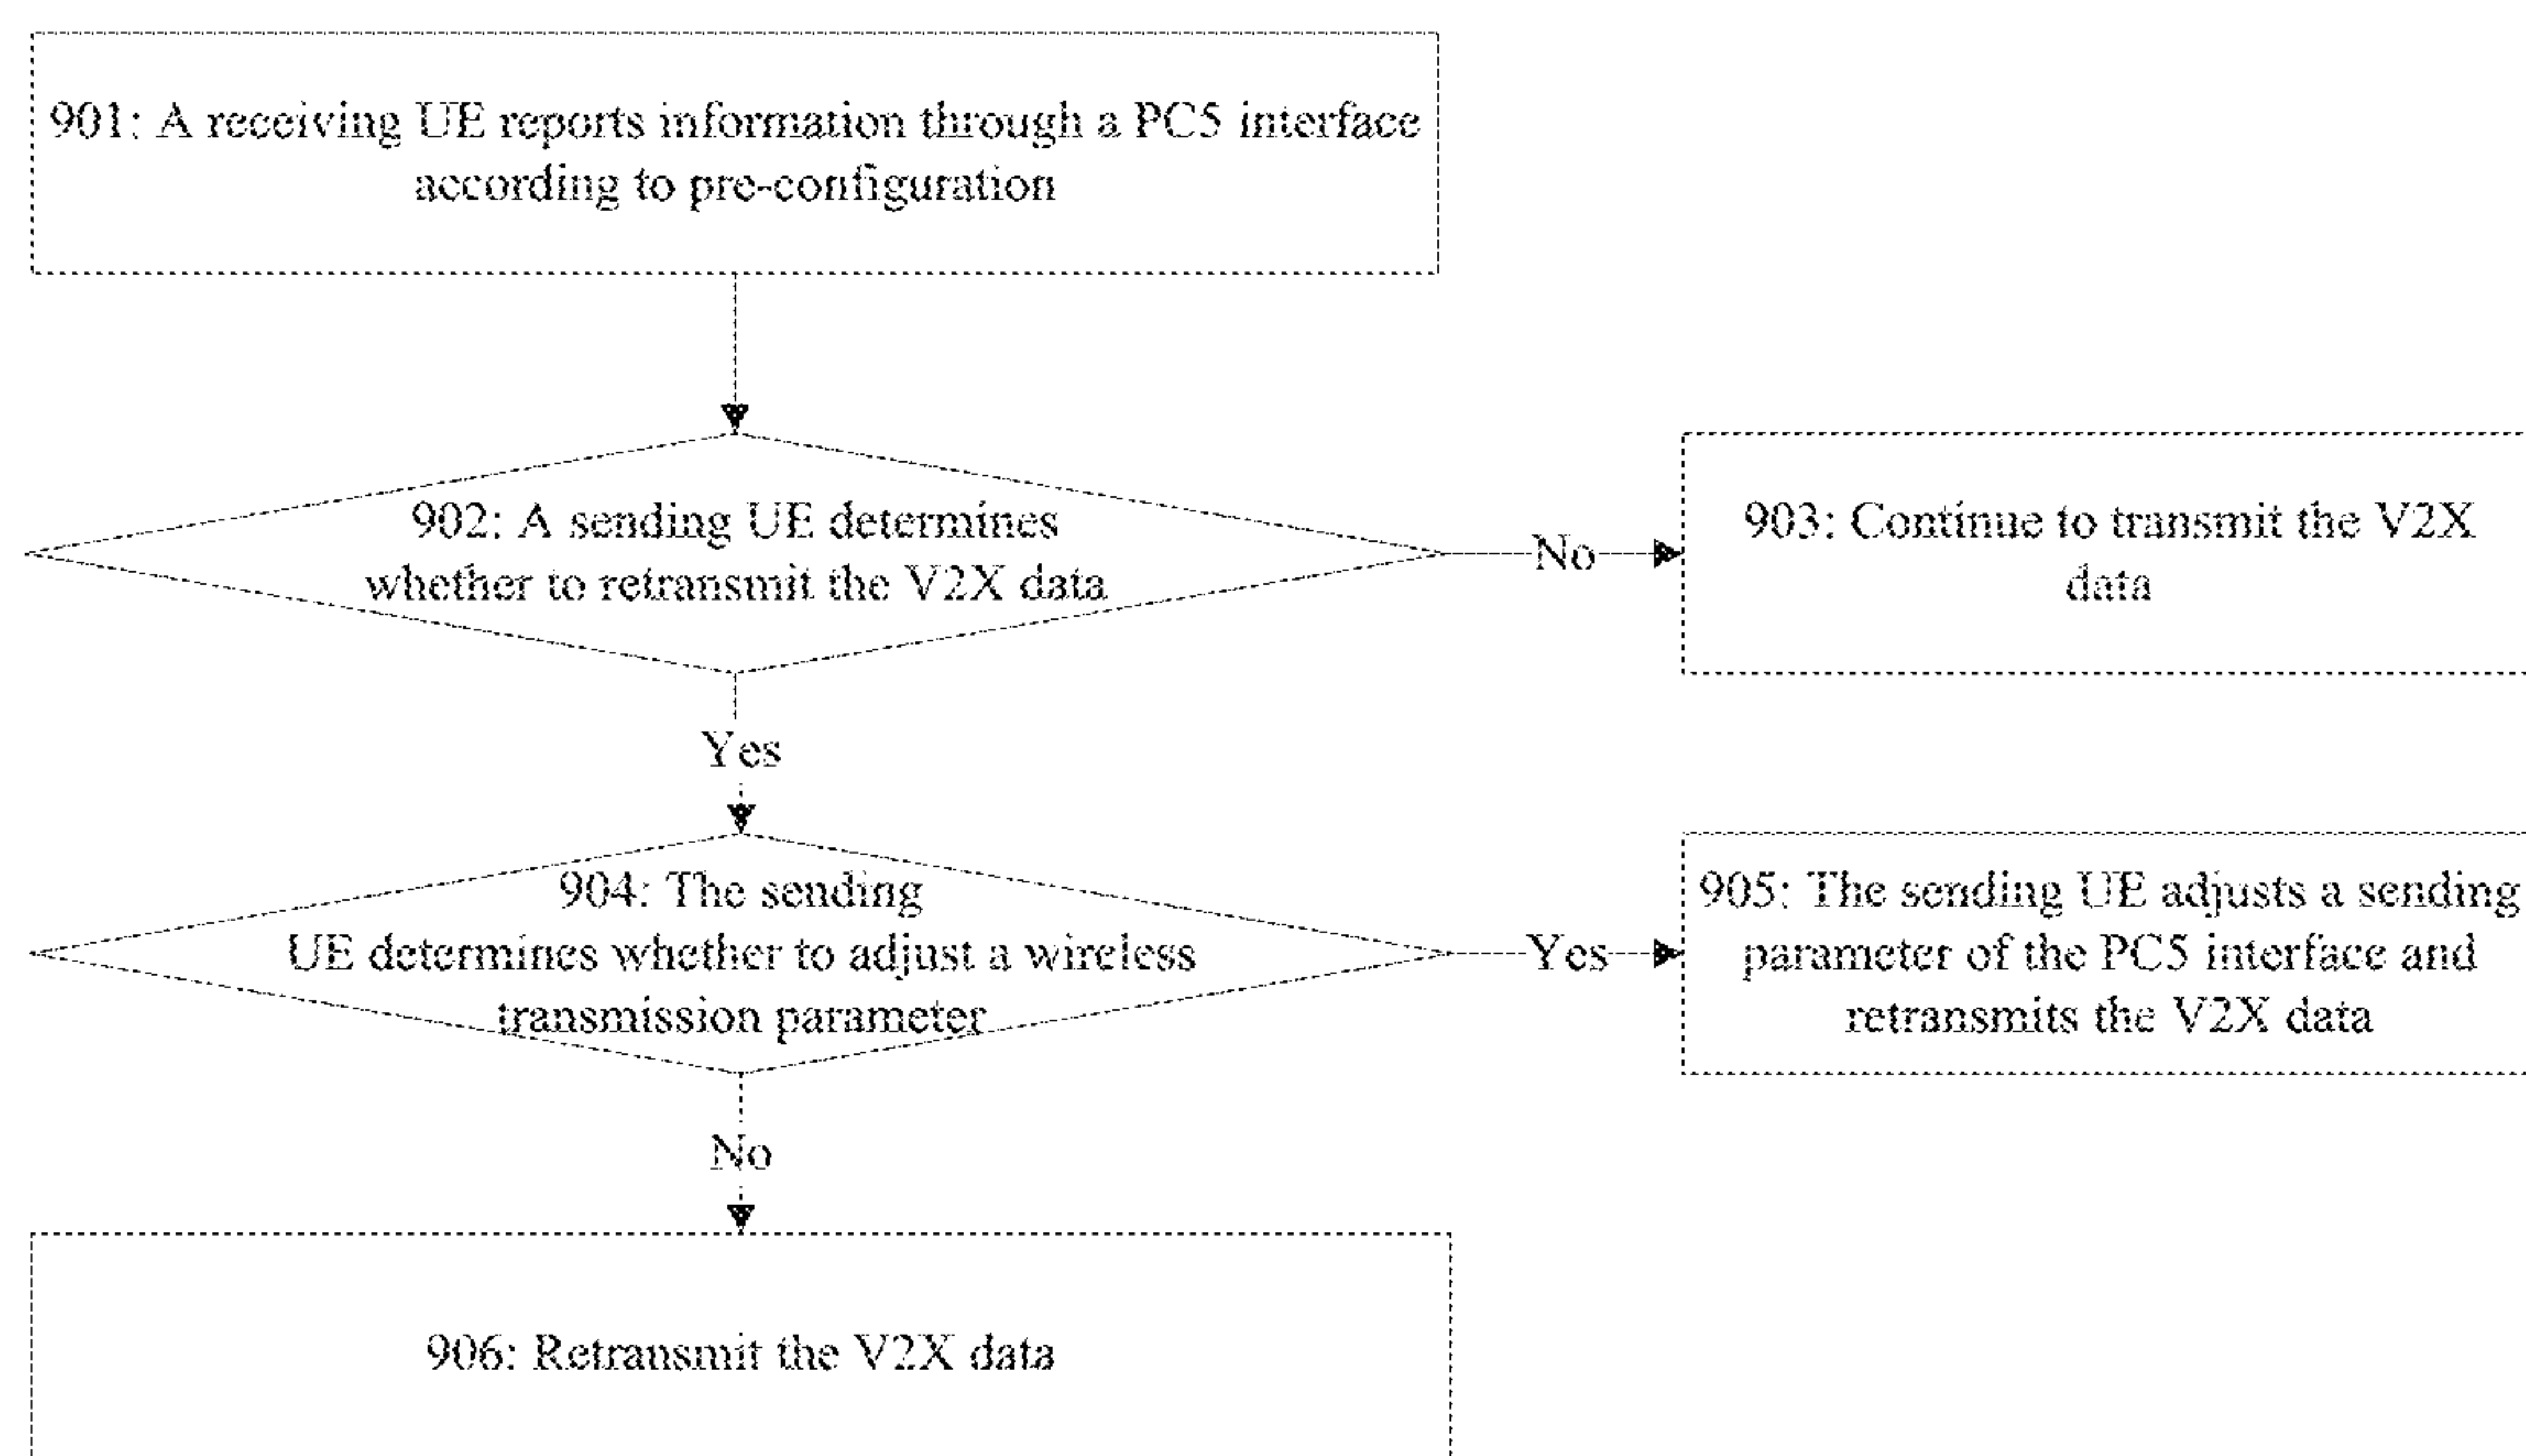 901: A receiving UE reports information through a PC5 interface
according to pre-configuration
902: A sending UE determines
whether to retransmit the V2X data
No
903: Continue to transmit the V2X
data
Yes
904: The sending
UE determines whether to adjust a wireless
transmission parameter
Yes
905: The sending UE adjusts a sending
parameter of the PC5 interface and
retransmits the V2X data
No
906: Retransmit the V2X data